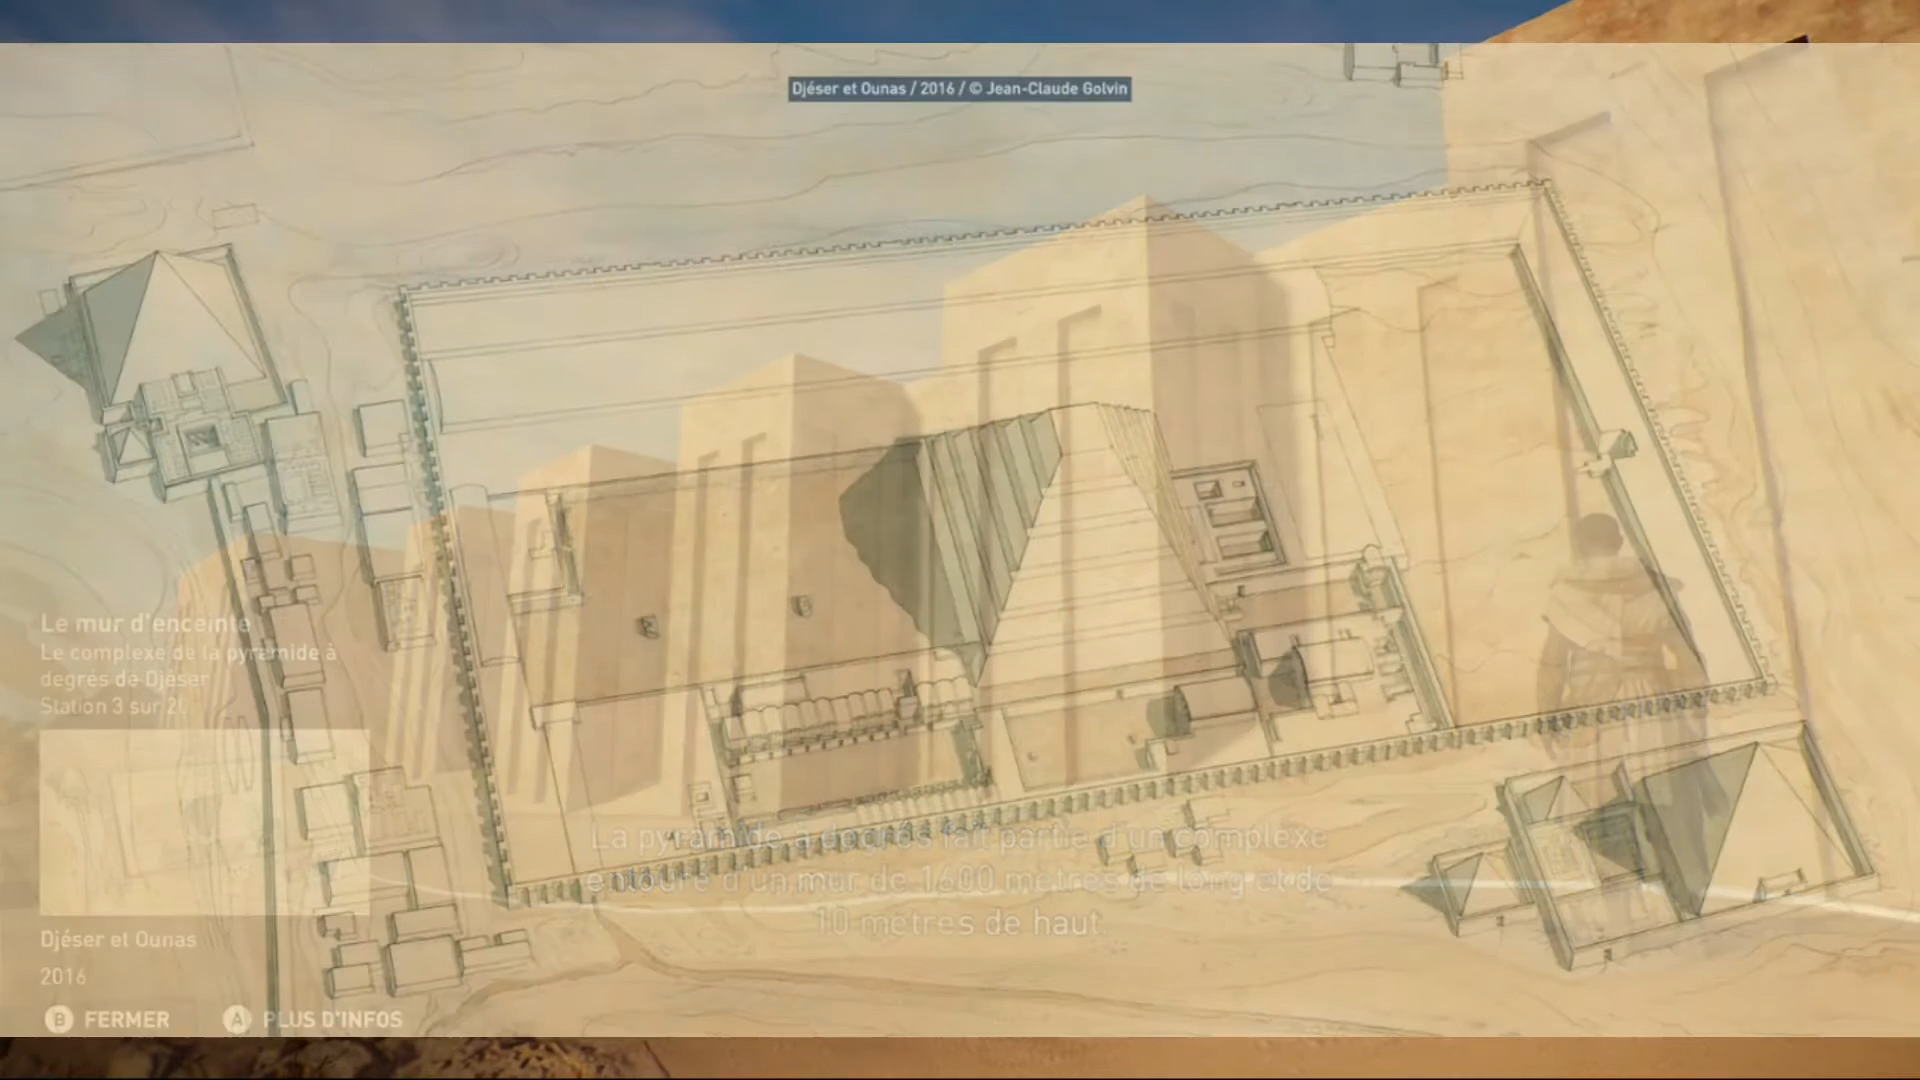 Djéser et Ounas / 2016 / © Jean-Claude Golvin
Le mur d'enceinte
Le complexe de la pyramide à
degrés de Djéser
Station 3 sur 21
La pyramide à degrés fait partie d'un complexe
entouré d'un mur de 1600 mètres de long et de
10 mètres de haut.
Djéser et Ounas
2016
B FERMER
A PLUS D'INFOS